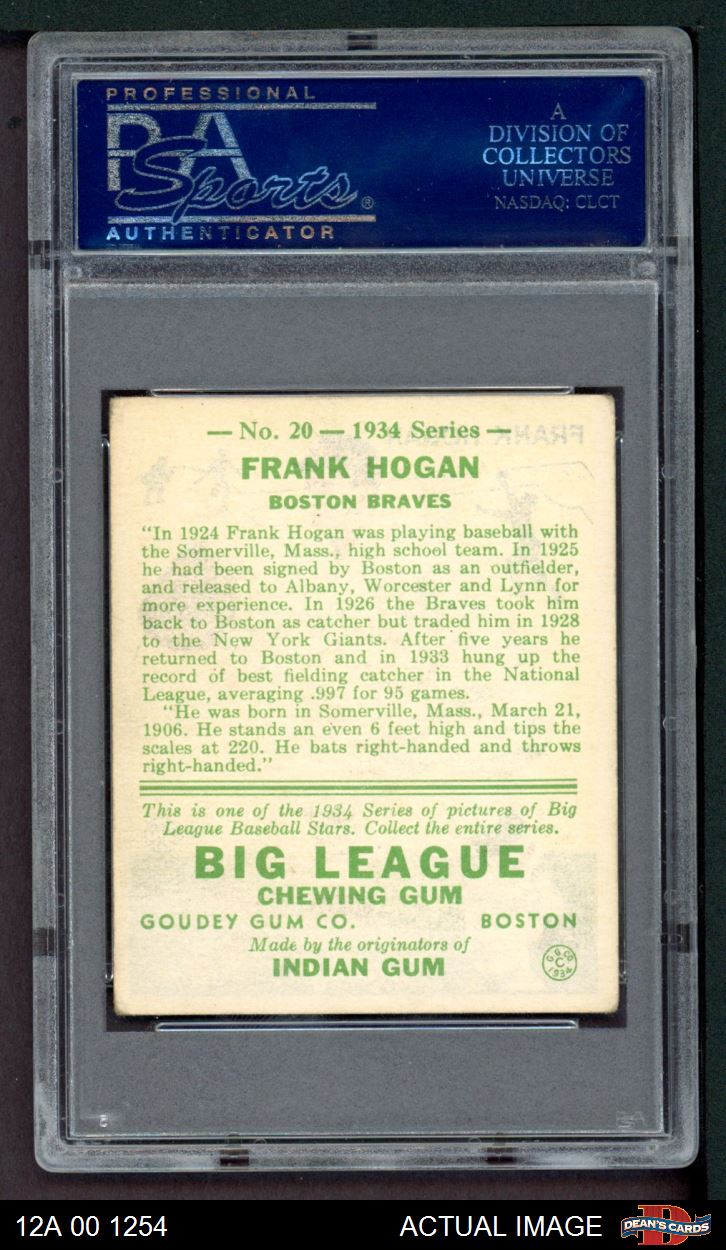 PROFESSIONAL
PSA
Sports®
AUTHENTICATOR
A
DIVISION OF
COLLECTORS
UNIVERSE
NASDAQ: CLCT
— No. 20 — 1934 Series —
FRANK HOGAN
BOSTON BRAVES
"In 1924 Frank Hogan was playing baseball with
the Somerville, Mass., high school team. In 1925
he had been signed by Boston as an outfielder,
and released to Albany, Worcester and Lynn for
more experience. In 1926 the Braves took him
back to Boston as catcher but traded him in 1928
to the New York Giants. After five years he
returned to Boston and in 1933 hung up the
record of best fielding catcher in the National
League, averaging .997 for 95 games.
"He was born in Somerville, Mass., March 21,
1906. He stands an even 6 feet high and tips the
scales at 220. He bats right-handed and throws
right-handed."
This is one of the 1934 Series of pictures of Big
League Baseball Stars. Collect the entire series.
BIG LEAGUE
CHEWING GUM
GOUDEY GUM CO. BOSTON
Made by the originators of
INDIAN GUM
G. G. CO.
C
1934
12A 00 1254 ACTUAL IMAGE DEAN'S CARDS